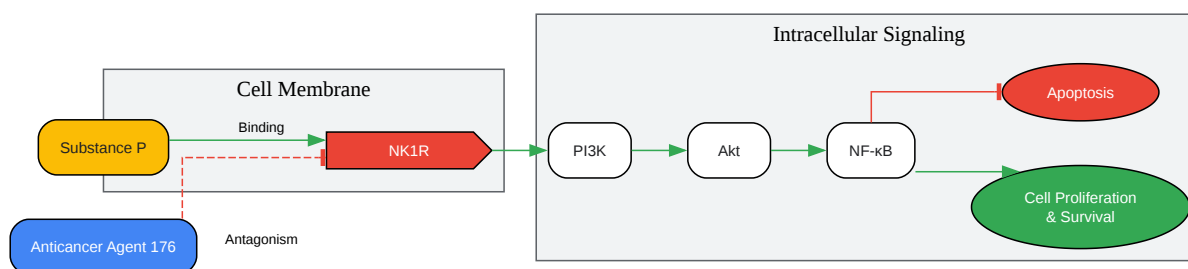 Intracellular Signaling
Cell Membrane
Apoptosis
Binding
Substance P
NK1R
PI3K
Akt
NF-κB
Cell Proliferation
& Survival
Antagonism
Anticancer Agent 176